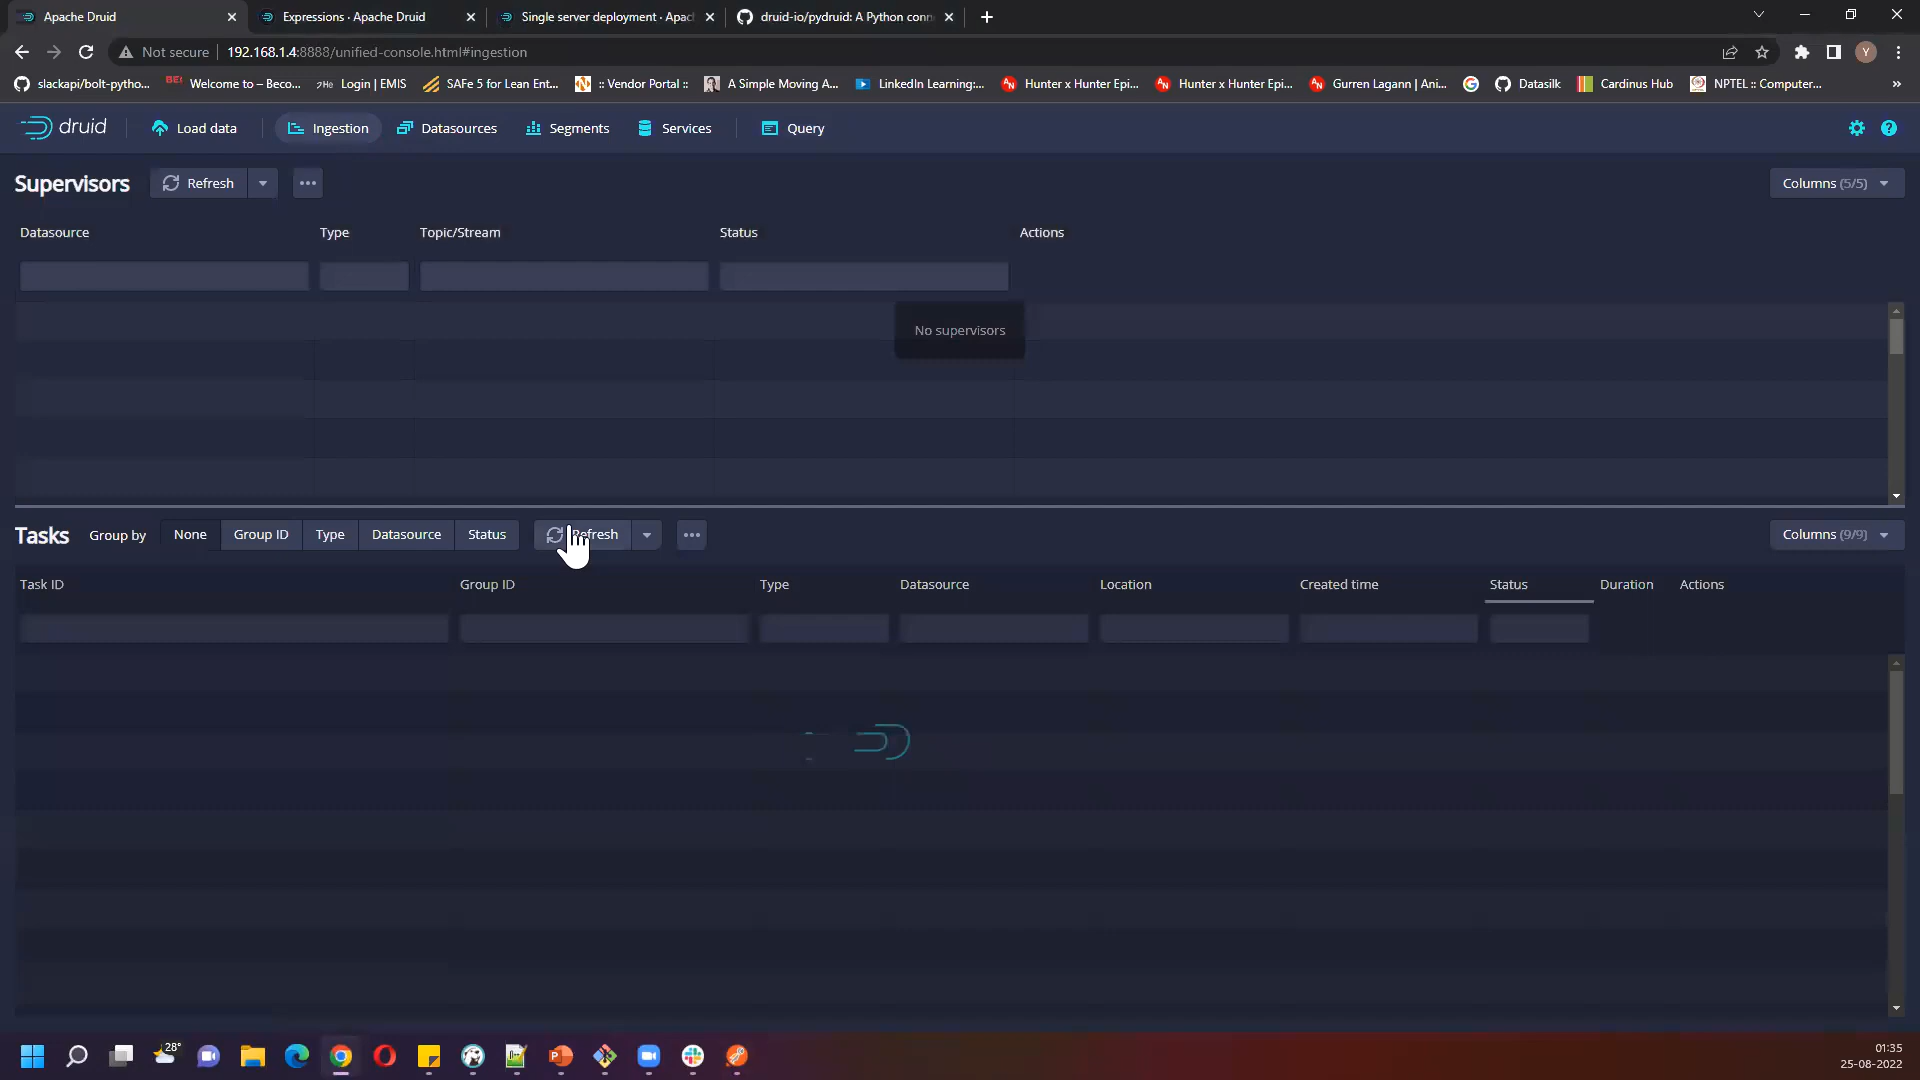 Apache Druid
Expressions · Apache Druid
Single server deployment · Apac
druid-io/pydruid: A Python conn
Not secure
192.168.1.4:8888/unified-console.html#ingestion
Y
slackapi/bolt-pytho...
BE!
Welcome to – Beco...
Login | EMIS
SAFe 5 for Lean Ent...
:: Vendor Portal ::
A Simple Moving A...
LinkedIn Learning:...
Hunter x Hunter Epi...
Hunter x Hunter Epi...
Gurren Lagann | Ani...
Datasilk
Cardinus Hub
NPTEL :: Computer...
»
druid
Load data
Ingestion
Datasources
Segments
Services
Query
Supervisors
Refresh
Columns (5/5)
Datasource Type Topic/Stream Status Actions
No supervisors
Tasks
Group by
None
Group ID
Type
Datasource
Status
Refresh
Columns (9/9)
Task ID Group ID Type Datasource Location Created time Status Duration Actions
28°
01:35
25-08-2022